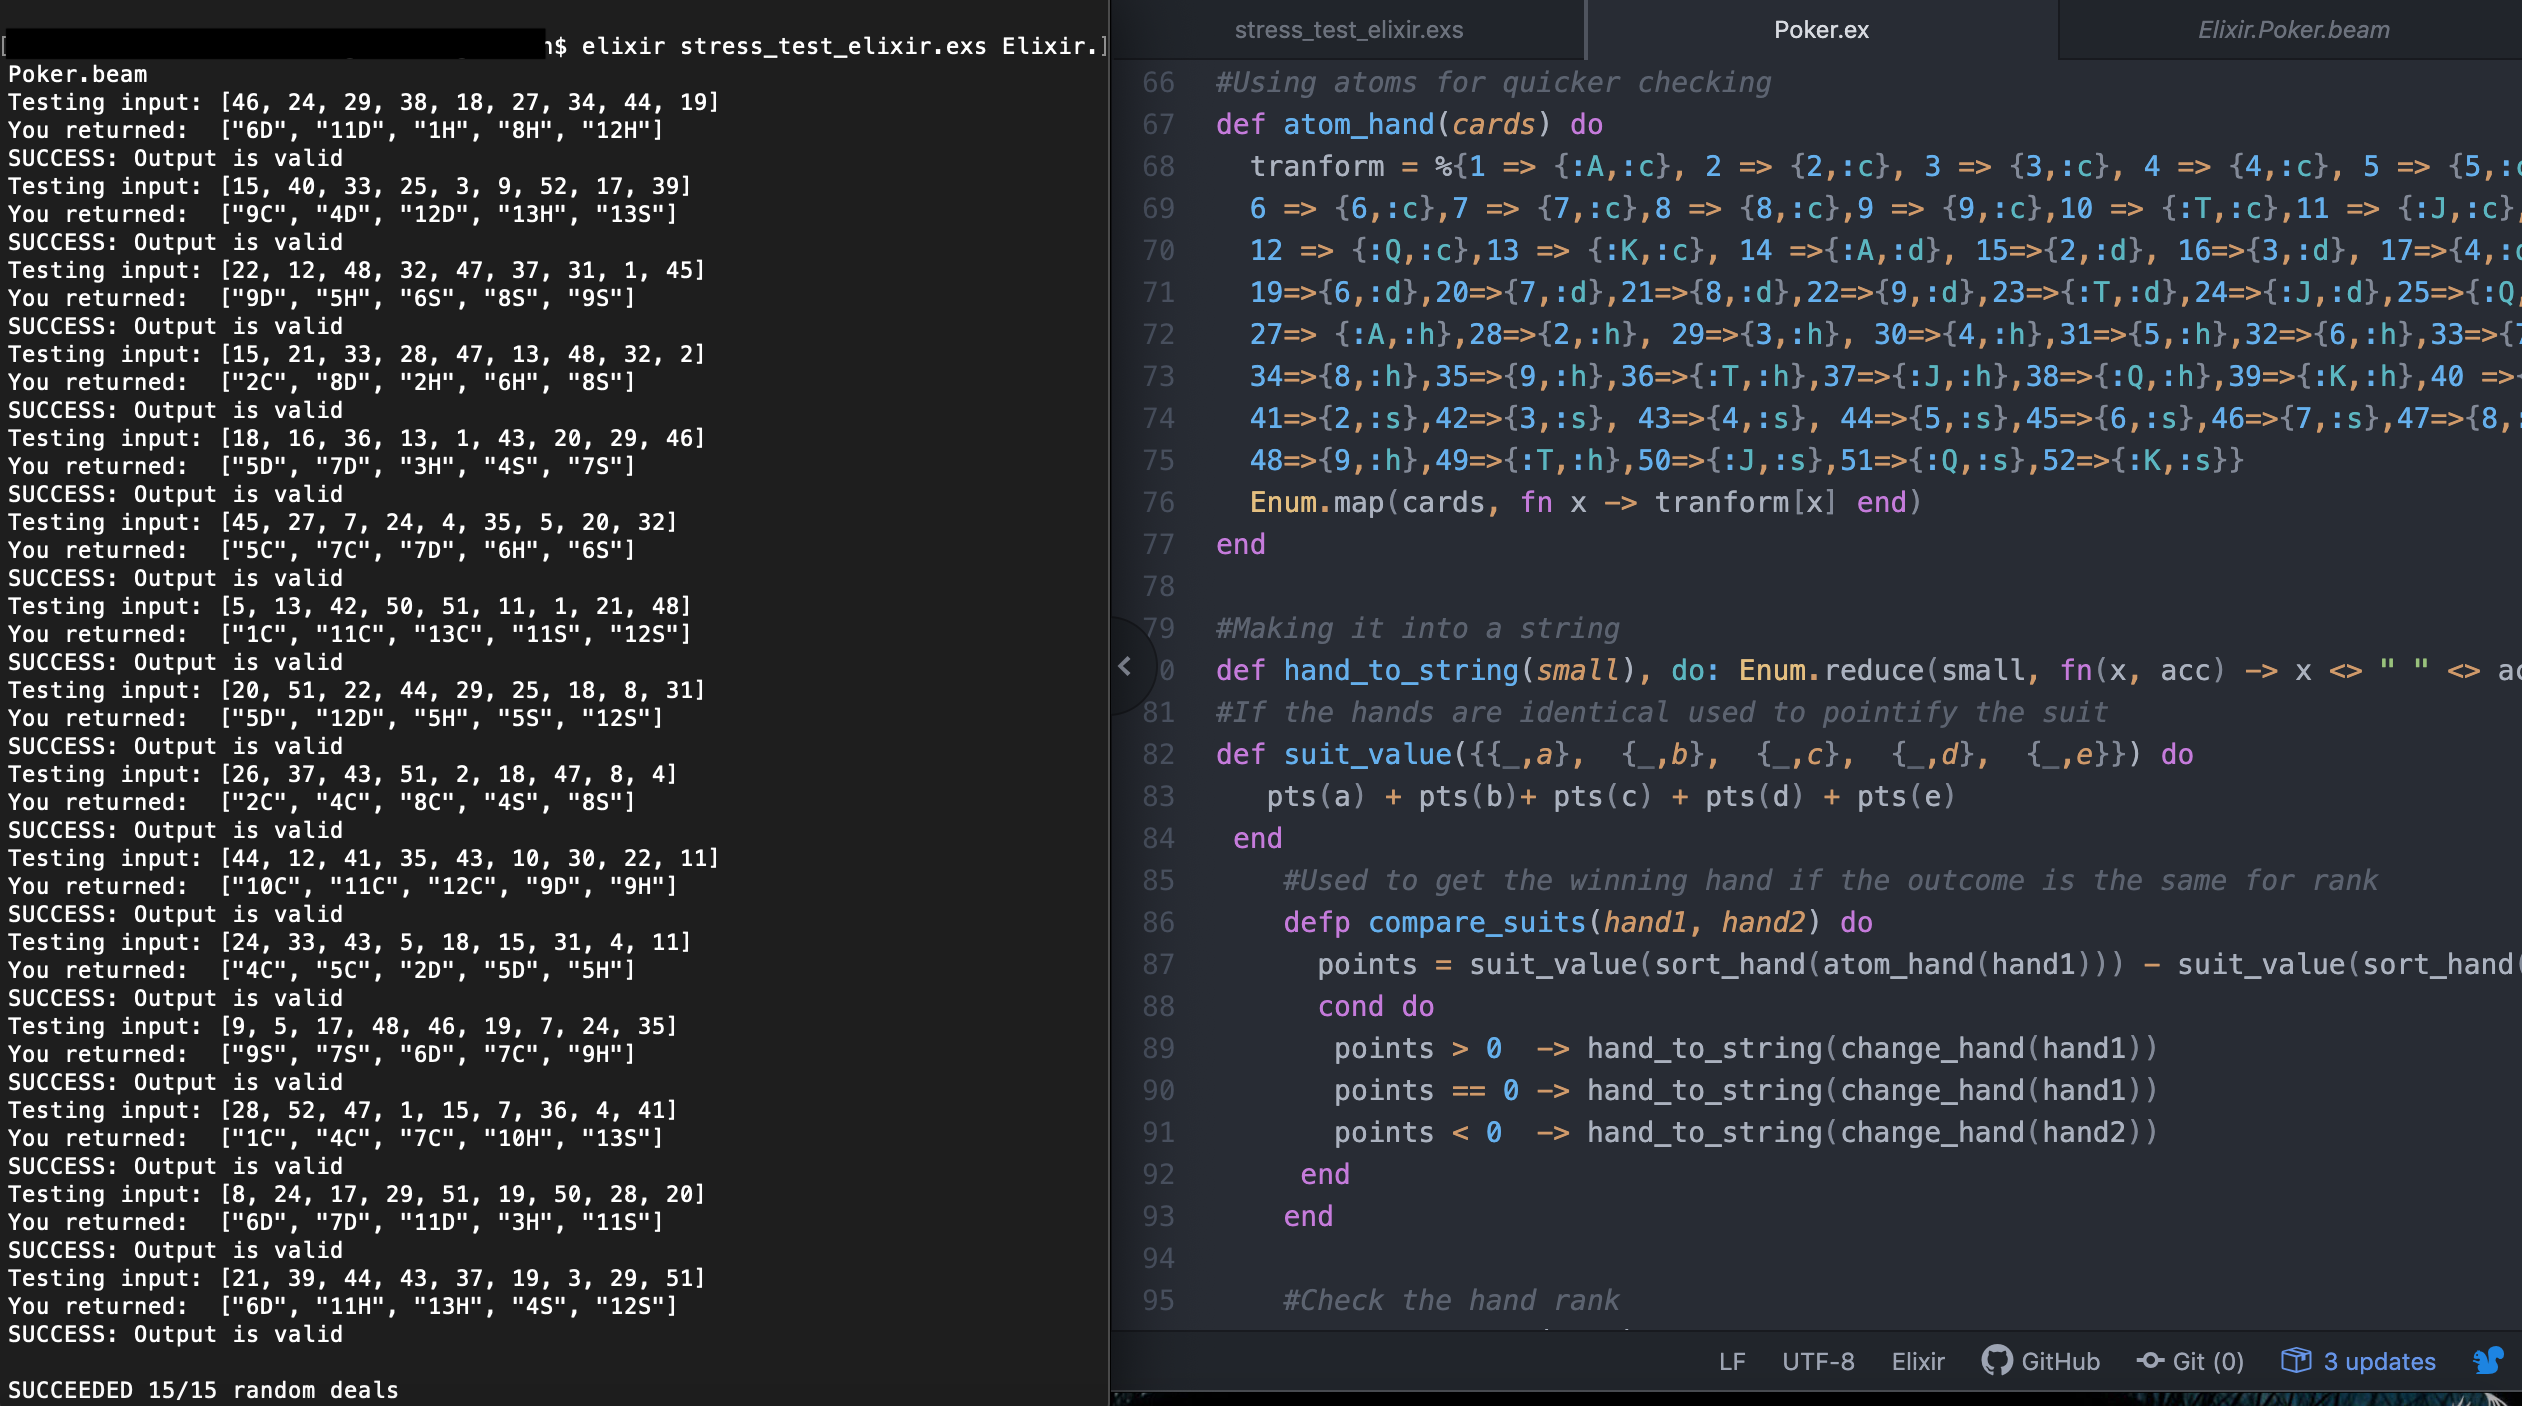 $ elixir stress_test_elixir.exs Elixir.
Poker.beam
Testing input: [46, 24, 29, 38, 18, 27, 34, 44, 19]
You returned:  ["6D", "11D", "1H", "8H", "12H"]
SUCCESS: Output is valid
Testing input: [15, 40, 33, 25, 3, 9, 52, 17, 39]
You returned:  ["9C", "4D", "12D", "13H", "13S"]
SUCCESS: Output is valid
Testing input: [22, 12, 48, 32, 47, 37, 31, 1, 45]
You returned:  ["9D", "5H", "6S", "8S", "9S"]
SUCCESS: Output is valid
Testing input: [15, 21, 33, 28, 47, 13, 48, 32, 2]
You returned:  ["2C", "8D", "2H", "6H", "8S"]
SUCCESS: Output is valid
Testing input: [18, 16, 36, 13, 1, 43, 20, 29, 46]
You returned:  ["5D", "7D", "3H", "4S", "7S"]
SUCCESS: Output is valid
Testing input: [45, 27, 7, 24, 4, 35, 5, 20, 32]
You returned:  ["5C", "7C", "7D", "6H", "6S"]
SUCCESS: Output is valid
Testing input: [5, 13, 42, 50, 51, 11, 1, 21, 48]
You returned:  ["1C", "11C", "13C", "11S", "12S"]
SUCCESS: Output is valid
Testing input: [20, 51, 22, 44, 29, 25, 18, 8, 31]
You returned:  ["5D", "12D", "5H", "5S", "12S"]
SUCCESS: Output is valid
Testing input: [26, 37, 43, 51, 2, 18, 47, 8, 4]
You returned:  ["2C", "4C", "8C", "4S", "8S"]
SUCCESS: Output is valid
Testing input: [44, 12, 41, 35, 43, 10, 30, 22, 11]
You returned:  ["10C", "11C", "12C", "9D", "9H"]
SUCCESS: Output is valid
Testing input: [24, 33, 43, 5, 18, 15, 31, 4, 11]
You returned:  ["4C", "5C", "2D", "5D", "5H"]
SUCCESS: Output is valid
Testing input: [9, 5, 17, 48, 46, 19, 7, 24, 35]
You returned:  ["9S", "7S", "6D", "7C", "9H"]
SUCCESS: Output is valid
Testing input: [28, 52, 47, 1, 15, 7, 36, 4, 41]
You returned:  ["1C", "4C", "7C", "10H", "13S"]
SUCCESS: Output is valid
Testing input: [8, 24, 17, 29, 51, 19, 50, 28, 20]
You returned:  ["6D", "7D", "11D", "3H", "11S"]
SUCCESS: Output is valid
Testing input: [21, 39, 44, 43, 37, 19, 3, 29, 51]
You returned:  ["6D", "11H", "13H", "4S", "12S"]
SUCCESS: Output is valid
SUCCEEDED 15/15 random deals
stress_test_elixir.exs
Poker.ex
Elixir.Poker.beam
66 #Using atoms for quicker checking
67 def atom_hand(cards) do
68 tranform = %{1 => {:A,:c}, 2 => {2,:c}, 3 => {3,:c}, 4 => {4,:c}, 5 => {5,:c
69 6 => {6,:c},7 => {7,:c},8 => {8,:c},9 => {9,:c},10 => {:T,:c},11 => {:J,:c},
70 12 => {:Q,:c},13 => {:K,:c}, 14 =>{:A,:d}, 15=>{2,:d}, 16=>{3,:d}, 17=>{4,:d
71 19=>{6,:d},20=>{7,:d},21=>{8,:d},22=>{9,:d},23=>{:T,:d},24=>{:J,:d},25=>{:Q,
72 27=> {:A,:h},28=>{2,:h}, 29=>{3,:h}, 30=>{4,:h},31=>{5,:h},32=>{6,:h},33=>{7
73 34=>{8,:h},35=>{9,:h},36=>{:T,:h},37=>{:J,:h},38=>{:Q,:h},39=>{:K,:h},40 =>{
74 41=>{2,:s},42=>{3,:s}, 43=>{4,:s}, 44=>{5,:s},45=>{6,:s},46=>{7,:s},47=>{8,:
75 48=>{9,:h},49=>{:T,:h},50=>{:J,:s},51=>{:Q,:s},52=>{:K,:s}}
76 Enum.map(cards, fn x -> tranform[x] end)
77 end
78
79 #Making it into a string
0 def hand_to_string(small), do: Enum.reduce(small, fn(x, acc) -> x <> " " <> ac
81 #If the hands are identical used to pointify the suit
82 def suit_value({{_,a}, {_,b}, {_,c}, {_,d}, {_,e}}) do
83 pts(a) + pts(b)+ pts(c) + pts(d) + pts(e)
84 end
85 #Used to get the winning hand if the outcome is the same for rank
86 defp compare_suits(hand1, hand2) do
87 points = suit_value(sort_hand(atom_hand(hand1))) - suit_value(sort_hand(
88 cond do
89 points > 0 -> hand_to_string(change_hand(hand1))
90 points == 0 -> hand_to_string(change_hand(hand1))
91 points < 0 -> hand_to_string(change_hand(hand2))
92 end
93 end
94
95 #Check the hand rank
LF UTF-8 Elixir GitHub Git (0) 3 updates